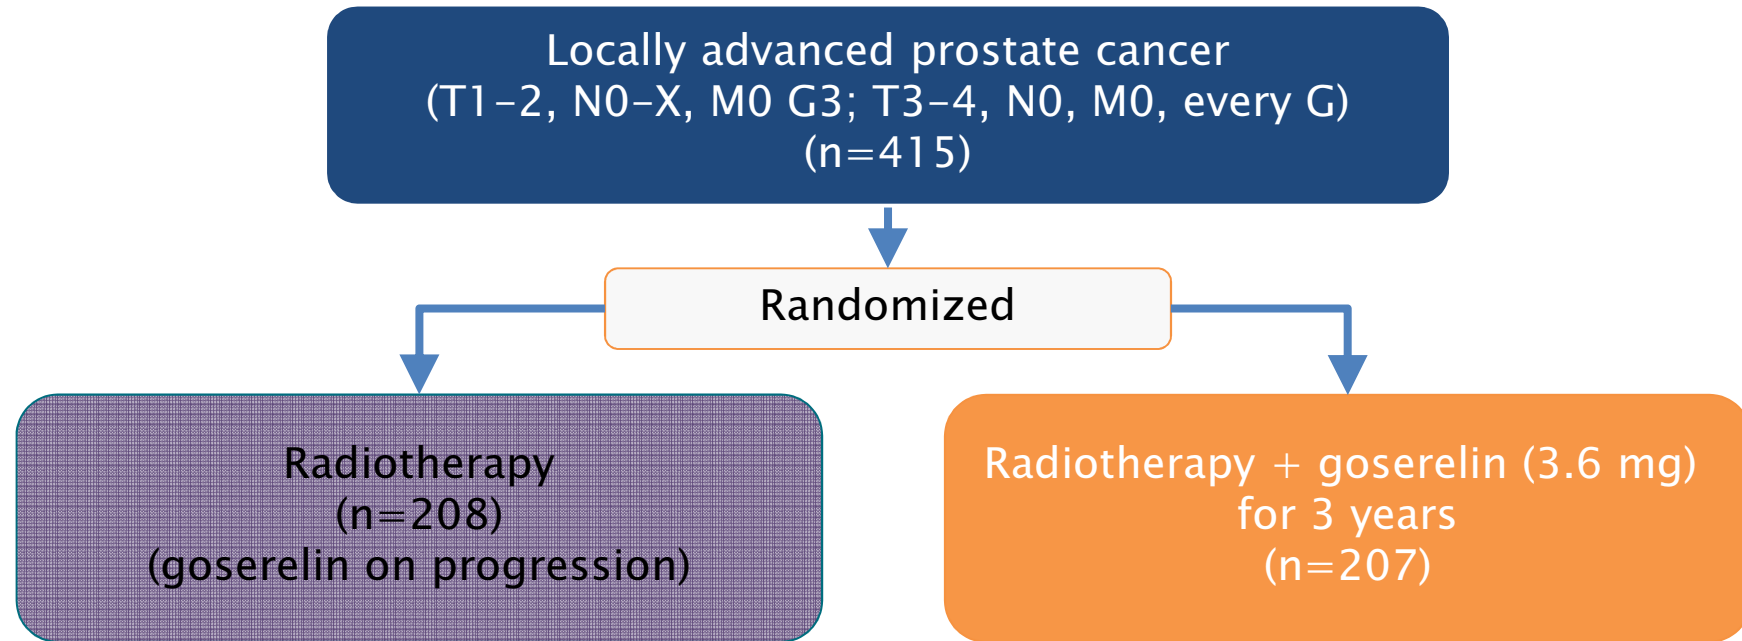 Locally advanced prostate cancer
(T1-2, N0-X, M0 G3; T3-4, N0, M0, every G)
(n=415)
Randomized
Radiotherapy
(n=208)
(goserelin on progression)
Radiotherapy + goserelin (3.6 mg)
for 3 years
(n=207)